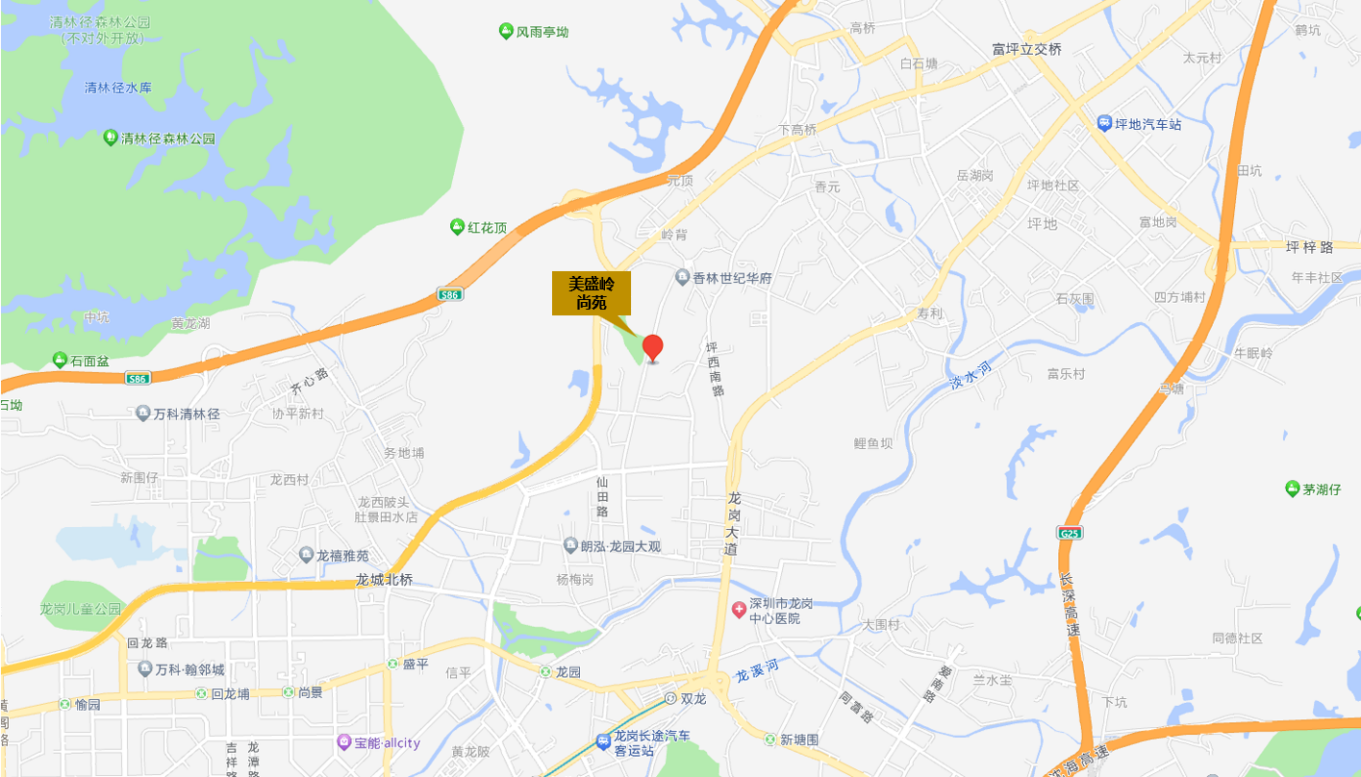 清林径森林公园
(不对外开放)
风雨亭坳
高桥
富坪立交桥
鹤坑
太元村
白石塘
清林径水库
坪地汽车站
清林径森林公园
下高桥
岳湖岗
坪地社区
田坑
元顶
香元
坪地
富地岗
红花顶
岭背
坪梓路
香林世纪华府
年丰社区
美盛岭
尚苑
S86
石灰围
四方埔村
中坑
黄龙湖
寿利
石面盆
S86
坪西南路
牛眠岭
齐心路
淡水河
富乐村
石坳
万科清林径
协平新村
鲤鱼坝
务地埔
新围仔
龙西村
仙田路
茅湖仔
龙西陂头
肚景田水店
龙岗大道
G25
龙禧雅苑
朗泓·龙园大观
龙城北桥
杨梅岗
长深高速
龙岗儿童公园
深圳市龙岗
中心医院
大围村
回龙路
同德社区
万科·翰邻城
盛平
信平
龙园
龙溪河
爱南路
兰水坣
回龙埔
尚景
双龙
同富路
下坑
愉园
宝能·allcity
龙岗长途汽车
客运站
新塘围
黄龙陂
吉祥路
龙潭路
沈海高速